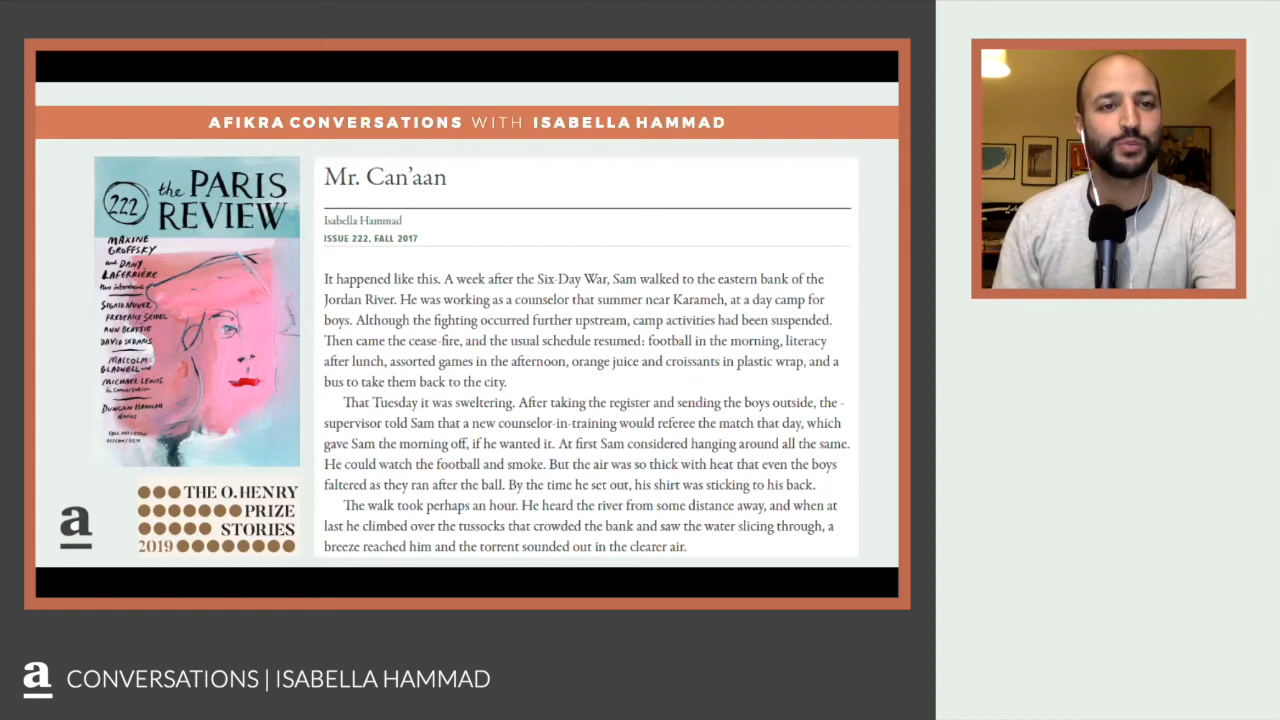 AFIKRA CONVERSATIONS WITH ISABELLA HAMMAD
222
the PARIS
REVIEW
MAXINE
GROFFSKY
and DANY
LAFERRIÈRE
two interviews
SIGRID NUNEZ
FREDERICK SEIDEL
ANN BEATTIE
DAVID SEDARIS
MALCOLM
GLADWELL and
MICHAEL LEWIS
in conversation
DUNCAN HANNAH
diaries
THE O. HENRY
PRIZE
STORIES
2019
a
Mr. Can’aan
Isabella Hammad
ISSUE 222, FALL 2017
It happened like this. A week after the Six-Day War, Sam walked to the eastern bank of the
Jordan River. He was working as a counselor that summer near Karameh, at a day camp for
boys. Although the fighting occurred further upstream, camp activities had been suspended.
Then came the cease-fire, and the usual schedule resumed: football in the morning, literacy
after lunch, assorted games in the afternoon, orange juice and croissants in plastic wrap, and a
bus to take them back to the city.
That Tuesday it was sweltering. After taking the register and sending the boys outside, the -
supervisor told Sam that a new counselor-in-training would referee the match that day, which
gave Sam the morning off, if he wanted it. At first Sam considered hanging around all the same.
He could watch the football and smoke. But the air was so thick with heat that even the boys
faltered as they ran after the ball. By the time he set out, his shirt was sticking to his back.
The walk took perhaps an hour. He heard the river from some distance away, and when at
last he climbed over the tussocks that crowded the bank and saw the water slicing through, a
breeze reached him and the torrent sounded out in the clearer air.
a CONVERSATIONS | ISABELLA HAMMAD